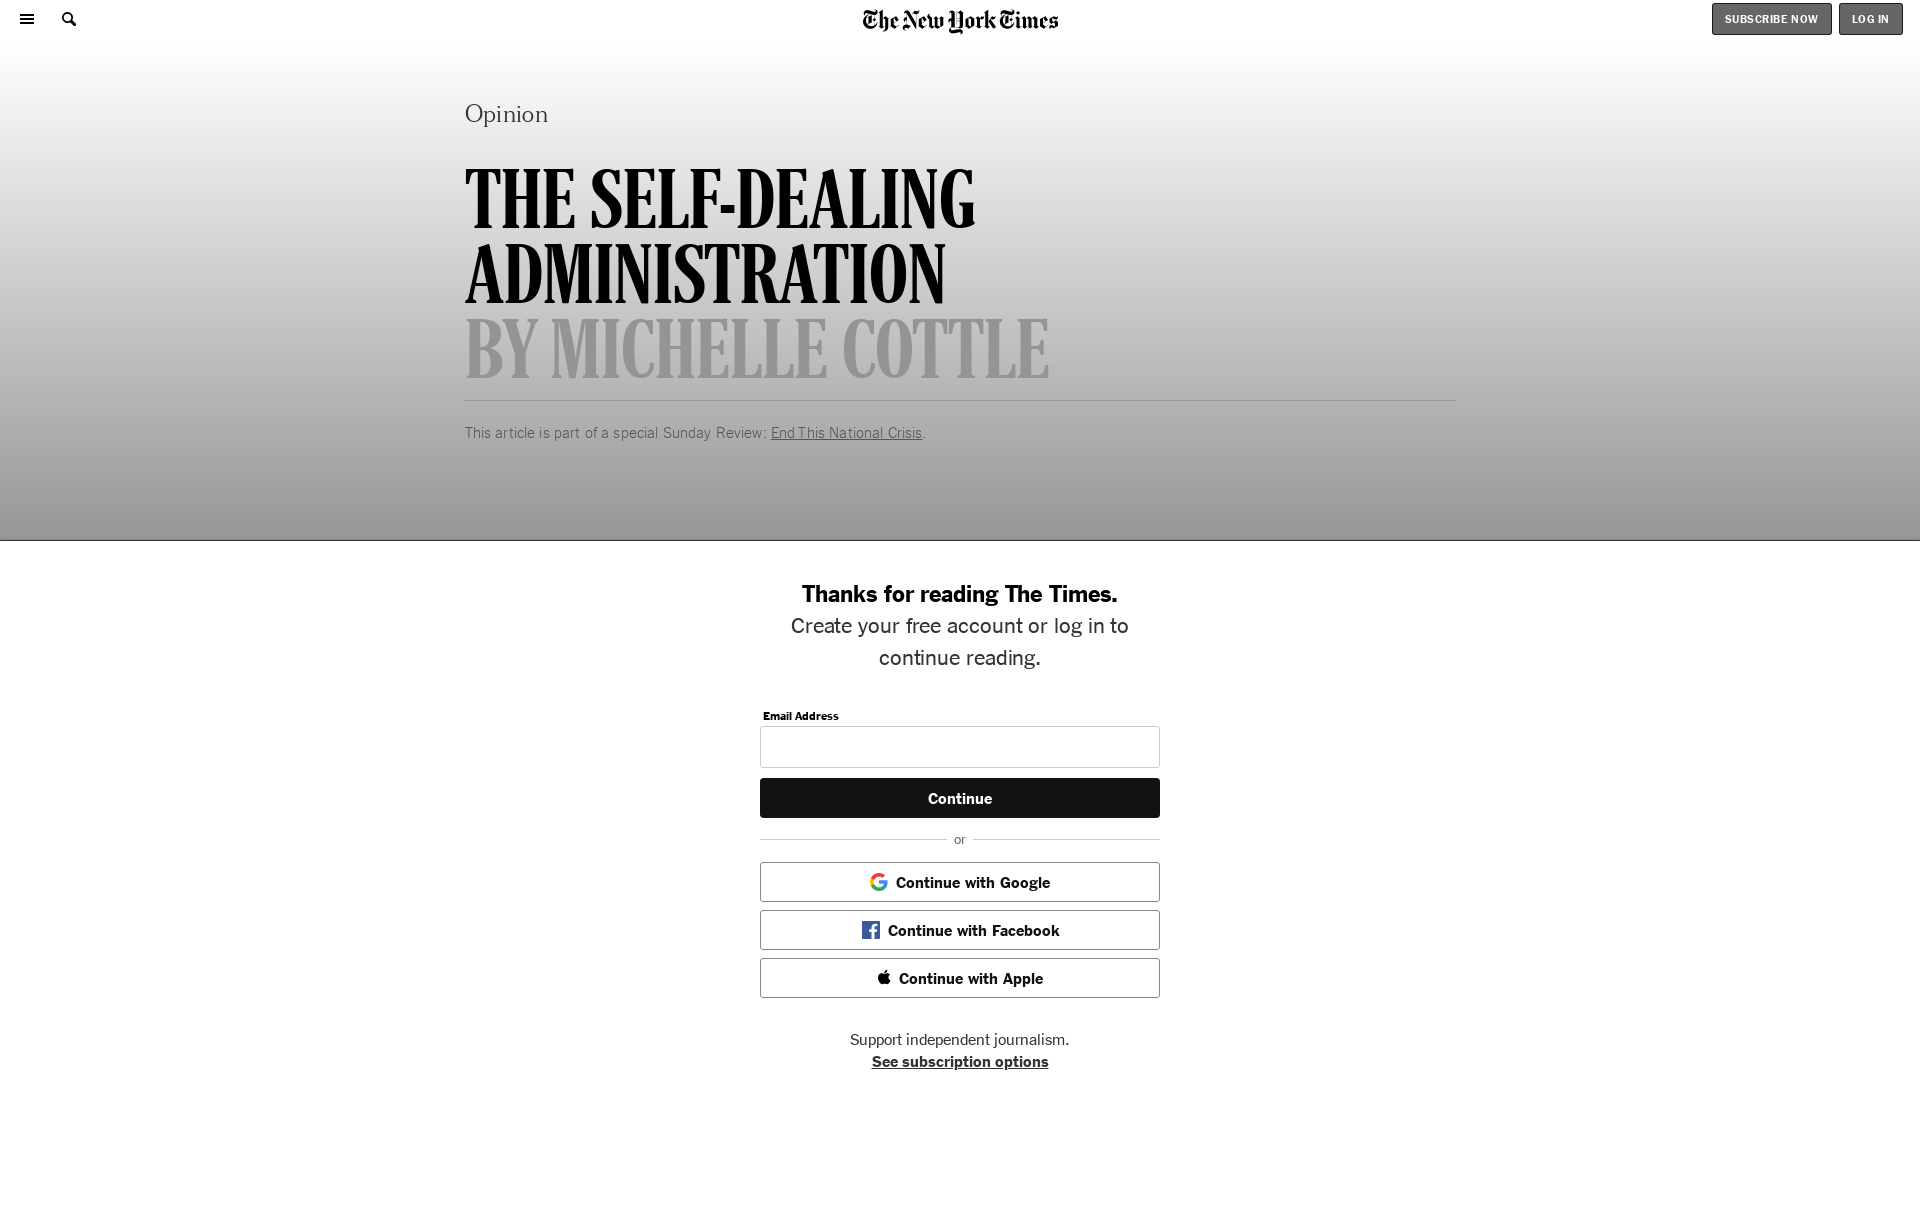 The New York Times
SUBSCRIBE NOW
LOG IN
Opinion
THE SELF-DEALING
ADMINISTRATION
BY MICHELLE COTTLE
This article is part of a special Sunday Review: End This National Crisis.
Thanks for reading The Times.
Create your free account or log in to
continue reading.
Email Address
Continue
or
Continue with Google
Continue with Facebook
Continue with Apple
Support independent journalism.
See subscription options